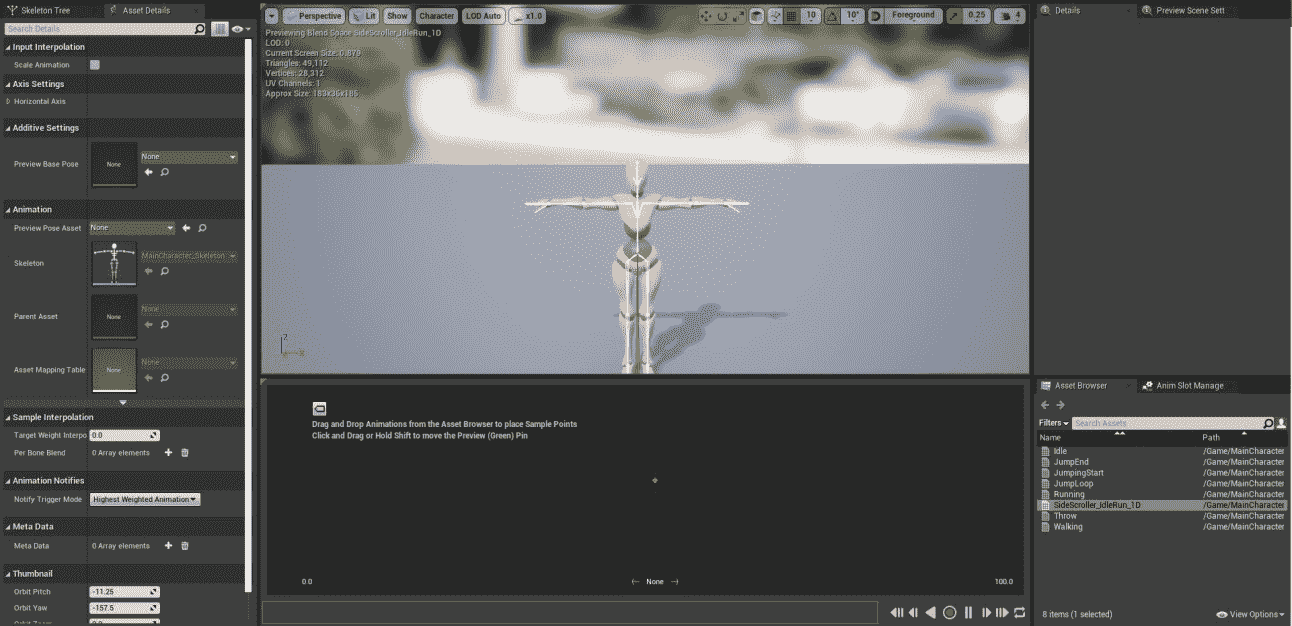 Skeleton Tree
Asset Details
Search Details
Input Interpolation
Scale Animation
Axis Settings
Horizontal Axis
Additive Settings
Preview Base Pose
None
None
Animation
Preview Pose Asset
None
Skeleton
MainCharacter_Skeleton
Parent Asset
None
None
Asset Mapping Table
None
None
Sample Interpolation
Target Weight Interpo
0.0
Per Bone Blend
0 Array elements
Animation Notifies
Notify Trigger Mode
Highest Weighted Animation
Meta Data
Meta Data
0 Array elements
Thumbnail
Orbit Pitch
-11.25
Orbit Yaw
-157.5
Perspective
Lit
Show
Character
LOD Auto
x1.0
10
10°
Foreground
0.25
4
Previewing Blend Space SideScroller_IdleRun_1D
LOD: 0
Current Screen Size: 0.879
Triangles: 49,112
Vertices: 28,312
UV Channels: 1
Approx Size: 183x36x185
Z
X
Drag and Drop Animations from the Asset Browser to place Sample Points
Click and Drag or Hold Shift to move the Preview (Green) Pin
0.0
None
100.0
Details
Preview Scene Sett
Asset Browser
Anim Slot Manage
Filters
Search Assets
Name Path
Idle /Game/MainCharacter
JumpEnd /Game/MainCharacter
JumpingStart /Game/MainCharacter
JumpLoop /Game/MainCharacter
Running /Game/MainCharacter
SideScroller_IdleRun_1D /Game/MainCharacter
Throw /Game/MainCharacter
Walking /Game/MainCharacter
8 items (1 selected)
View Options